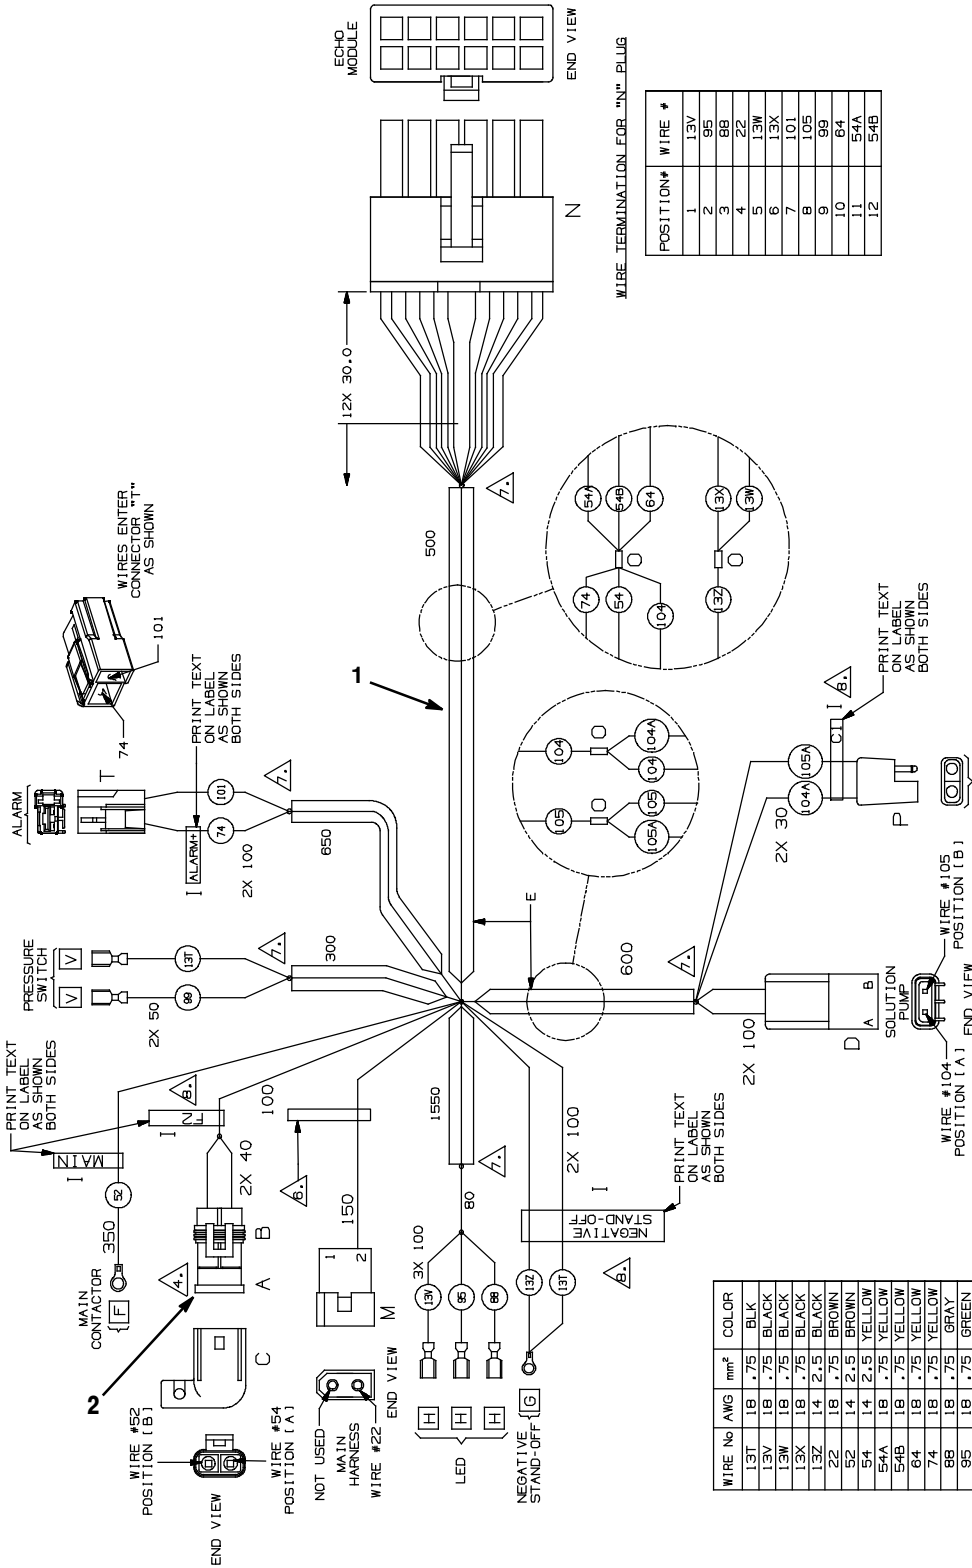 ECHO
MODULE
END VIEW
N
12X 30.0
7.
500
WIRE TERMINATION FOR "N" PLUG
POSITION# WIRE #
1 13V
2 95
3 88
4 22
5 13W
6 13X
7 101
8 105
9 99
10 64
11 54A
12 54B
WIRES ENTER
CONNECTOR "T"
AS SHOWN
101
74
ALARM
T
PRINT TEXT
ON LABEL
AS SHOWN
BOTH SIDES
I
ALARM+
74
101
2X 100
7.
650
1
PRESSURE
SWITCH
V
V
99
13T
2X 50
7.
300
PRINT TEXT
ON LABEL
AS SHOWN
BOTH SIDES
MAIN
I
F2
I
8.
52
350
MAIN
CONTACTOR
F
100
2X 40
4.
B
A
C
2
WIRE #52
POSITION [B]
WIRE #54
POSITION [A]
END VIEW
6.
150
1
2
M
NOT USED
MAIN
HARNESS
WIRE #22
END VIEW
1550
7.
80
3X 100
13V
95
88
H
H
H
LED
2X 100
13Z
13T
G
NEGATIVE
STAND-OFF
NEGATIVE
STAND-OFF
I
8.
PRINT TEXT
ON LABEL
AS SHOWN
BOTH SIDES
54A
54B
64
O
74
54
104
13X
13W
O
13Z
104
O
104A
104
105
O
105
105A
E
600
7.
2X 100
A B
D
SOLUTION
PUMP
WIRE #104
POSITION [A]
WIRE #105
POSITION [B]
END VIEW
2X 30
104A
105A
C1
I
8.
P
PRINT TEXT
ON LABEL
AS SHOWN
BOTH SIDES
WIRE No AWG mm² COLOR
13T 18 .75 BLK
13V 18 .75 BLACK
13W 18 .75 BLACK
13X 18 .75 BLACK
13Z 14 2.5 BLACK
22 18 .75 BROWN
52 14 2.5 BROWN
54 14 2.5 YELLOW
54A 18 .75 YELLOW
54B 18 .75 YELLOW
64 18 .75 YELLOW
74 18 .75 YELLOW
88 18 .75 GRAY
95 18 .75 GREEN